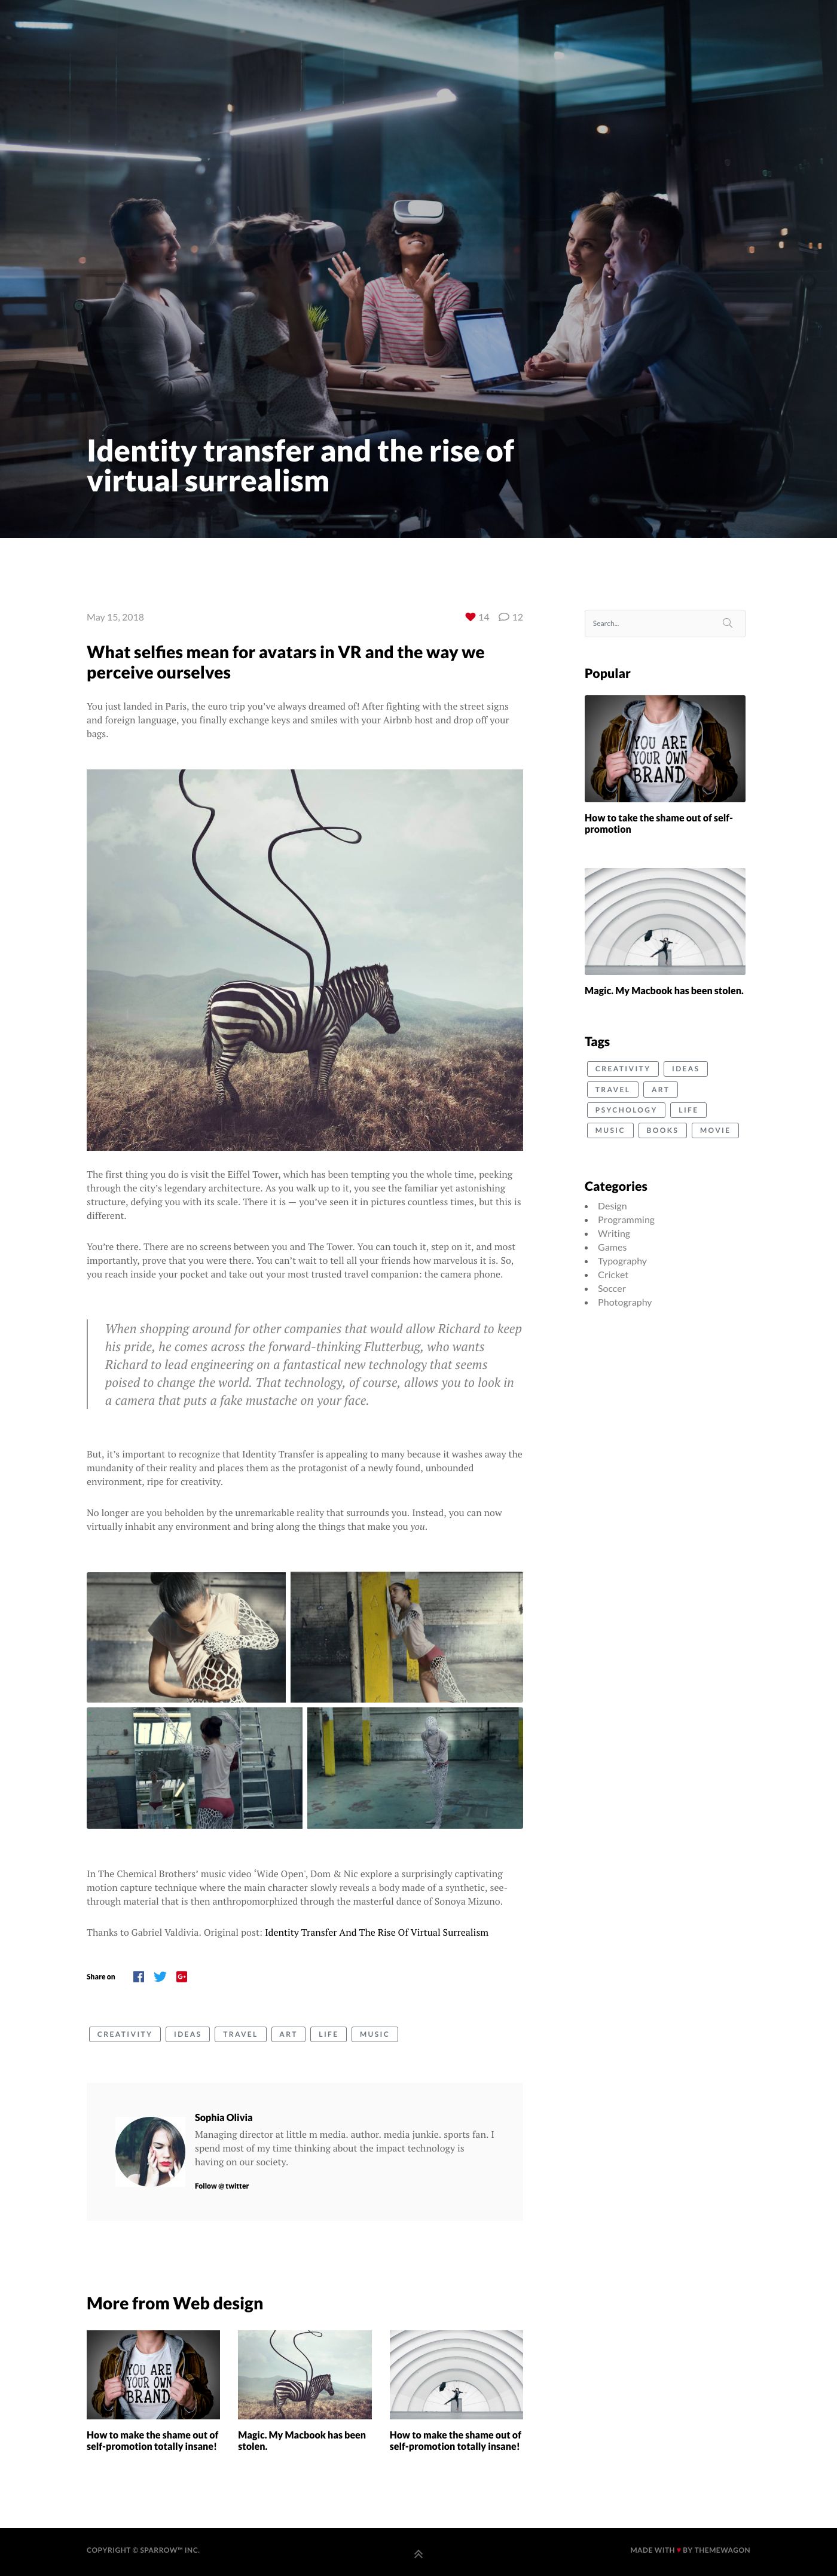 Identity transfer and the rise of
virtual surrealism
May 15, 2018
14
12
What selfies mean for avatars in VR and the way we
perceive ourselves
You just landed in Paris, the euro trip you’ve always dreamed of! After fighting with the street signs
and foreign language, you finally exchange keys and smiles with your Airbnb host and drop off your
bags.
The first thing you do is visit the Eiffel Tower, which has been tempting you the whole time, peeking
through the city’s legendary architecture. As you walk up to it, you see the familiar yet astonishing
structure, defying you with its scale. There it is — you’ve seen it in pictures countless times, but this is
different.
You’re there. There are no screens between you and The Tower. You can touch it, step on it, and most
importantly, prove that you were there. You can’t wait to tell all your friends how marvelous it is. So,
you reach inside your pocket and take out your most trusted travel companion: the camera phone.
When shopping around for other companies that would allow Richard to keep
his pride, he comes across the forward-thinking Flutterbug, who wants
Richard to lead engineering on a fantastical new technology that seems
poised to change the world. That technology, of course, allows you to look in
a camera that puts a fake mustache on your face.
But, it’s important to recognize that Identity Transfer is appealing to many because it washes away the
mundanity of their reality and places them as the protagonist of a newly found, unbounded
environment, ripe for creativity.
No longer are you beholden by the unremarkable reality that surrounds you. Instead, you can now
virtually inhabit any environment and bring along the things that make you you.
In The Chemical Brothers’ music video ‘Wide Open’, Dom & Nic explore a surprisingly captivating
motion capture technique where the main character slowly reveals a body made of a synthetic, see-
through material that is then anthropomorphized through the masterful dance of Sonoya Mizuno.
Thanks to Gabriel Valdivia. Original post: Identity Transfer And The Rise Of Virtual Surrealism
Share on
CREATIVITY IDEAS TRAVEL ART LIFE MUSIC
Sophia Olivia
Managing director at little m media. author. media junkie. sports fan. I
spend most of my time thinking about the impact technology is
having on our society.
Follow @ twitter
Search...
Popular
YOU ARE
YOUR OWN
BRAND
How to take the shame out of self-
promotion
Magic. My Macbook has been stolen.
Tags
CREATIVITY IDEAS
TRAVEL ART
PSYCHOLOGY LIFE
MUSIC BOOKS MOVIE
Categories
Design
Programming
Writing
Games
Typography
Cricket
Soccer
Photography
More from Web design
YOU ARE
YOUR OWN
BRAND
How to make the shame out of
self-promotion totally insane!
Magic. My Macbook has been
stolen.
How to make the shame out of
self-promotion totally insane!
COPYRIGHT © SPARROW™ INC.
MADE WITH ♥ BY THEMEWAGON